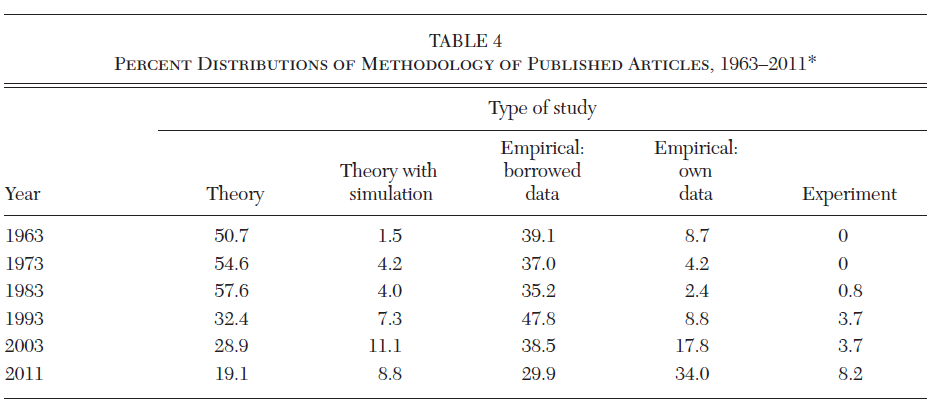 TABLE 4
Percent Distributions of Methodology of Published Articles, 1963–2011*
Type of study
Year Theory Theory with simulation Empirical: borrowed data Empirical: own data Experiment
1963 50.7 1.5 39.1 8.7 0
1973 54.6 4.2 37.0 4.2 0
1983 57.6 4.0 35.2 2.4 0.8
1993 32.4 7.3 47.8 8.8 3.7
2003 28.9 11.1 38.5 17.8 3.7
2011 19.1 8.8 29.9 34.0 8.2